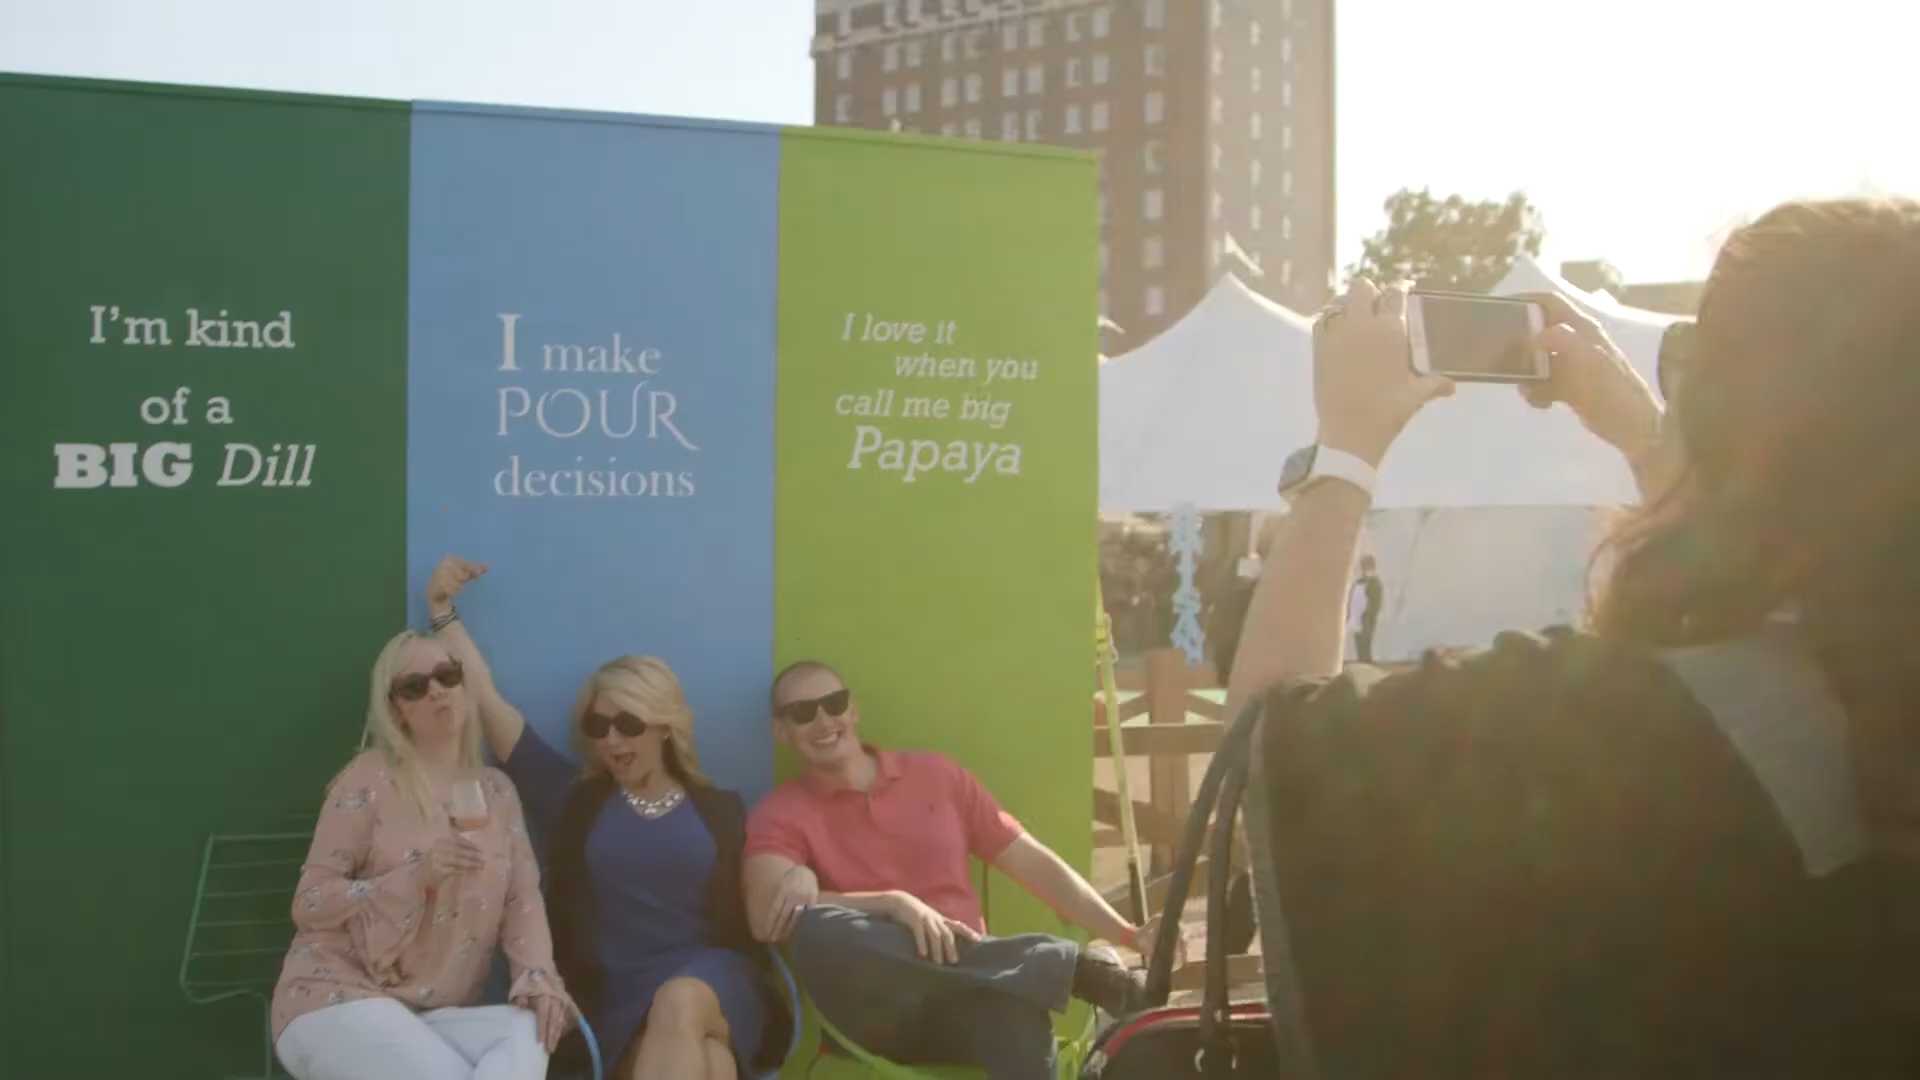 I'm kind
of a
BIG Dill
I make
POUR
decisions
I love it
when you
call me big
Papaya